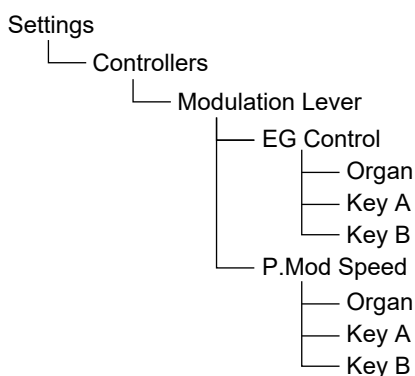 Settings
Controllers
Modulation Lever
EG Control
Organ
Key A
Key B
P.Mod Speed
Organ
Key A
Key B